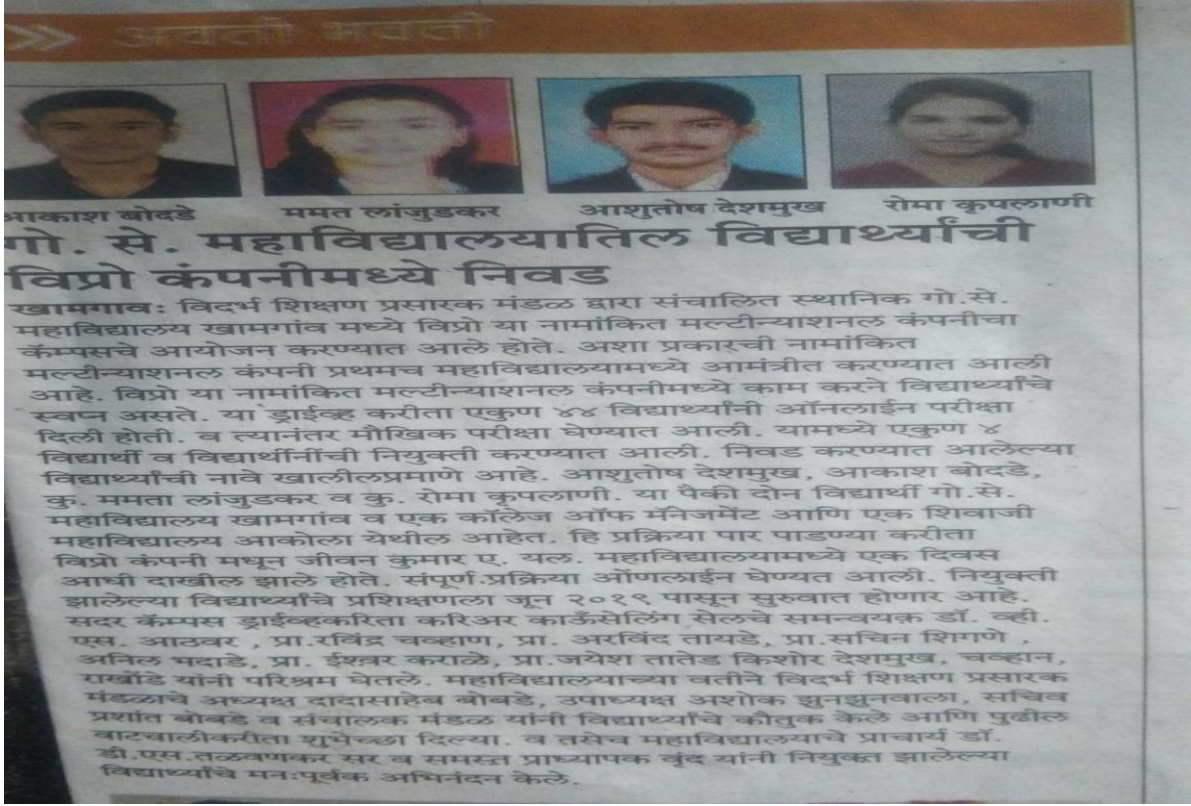 अवती भवती
आकाश बोदडे
ममत लांजुडकर
आशुतोष देशमुख
रोमा कृपलाणी
गो. से. महाविद्यालयातिल विद्यार्थ्यांची
विप्रो कंपनीमध्ये निवड
खामगाव: विदर्भ शिक्षण प्रसारक मंडळ द्वारा संचालित स्थानिक गो.से.
महाविद्यालय खामगांव मध्ये विप्रो या नामांकित मल्टीन्याशनल कंपनीचा
कॅम्पसचे आयोजन करण्यात आले होते. अशा प्रकारची नामांकित
मल्टीन्याशनल कंपनी प्रथमच महाविद्यालयामध्ये आमंत्रीत करण्यात आली
आहे. विप्रो या नामांकित मल्टीन्याशनल कंपनीमध्ये काम करने विद्यार्थ्यांचे
स्वप्न असते. या ड्राईव्ह करीता एकुण ४४ विद्यार्थ्यांनी ऑनलाईन परीक्षा
दिली होती. व त्यानंतर मौखिक परीक्षा घेण्यात आली. यामध्ये एकुण ४
विद्यार्थी व विद्यार्थीनींची नियुक्ती करण्यात आली. निवड करण्यात आलेल्या
विद्यार्थ्यांची नावे खालीलप्रमाणे आहे. आशुतोष देशमुख, आकाश बोदडे,
कु. ममता लांजुडकर व कु. रोमा कृपलाणी. या पैकी दोन विद्यार्थी गो.से.
महाविद्यालय खामगांव व एक कॉलेज ऑफ मॅनेजमेंट आणि एक शिवाजी
महाविद्यालय आकोला येथील आहेत. हि प्रक्रिया पार पाडण्या करीता
विप्रो कंपनी मधून जीवन कुमार ए. यल. महाविद्यालयामध्ये एक दिवस
आधी दाखील झाले होते. संपूर्ण प्रक्रिया ऑणलाईन घेण्यत आली. नियुक्ती
झालेल्या विद्यार्थ्यांचे प्रशिक्षणला जून २०१९ पासून सुरुवात होणार आहे.
सदर कॅम्पस ड्राईव्हकरिता करिअर काऊँसेलिंग सेलचे समन्वयक डॉ. व्ही.
एस. आठवर , प्रा.रविंद्र चव्हाण, प्रा. अरविंद तायडे, प्रा.सचिन शिगणे ,
अनिल भदाडे, प्रा. ईश्वर कराळे, प्रा.जयेश तातेड किशोर देशमुख, चव्हान,
राखोंडे यांनी परिश्रम घेतले. महाविद्यालयाच्या वतीने विदर्भ शिक्षण प्रसारक
मंडळाचे अध्यक्ष दादासाहेब बोबडे, उपाध्यक्ष अशोक झुनझुनवाला, सचिव
प्रशांत बोबडे व संचालक मंडळ यांनी विद्यार्थ्यांचे कौतुक केले आणि पुढील
वाटचालीकरीता शुभेच्छा दिल्या. व तसेच महाविद्यालयाचे प्राचार्य डॉ.
डी.एस.तळवणकर सर व समस्त प्राध्यापक वृंद यांनी नियुक्त झालेल्या
विद्यार्थ्यांचे मनःपूर्वक अभिनंदन केले.